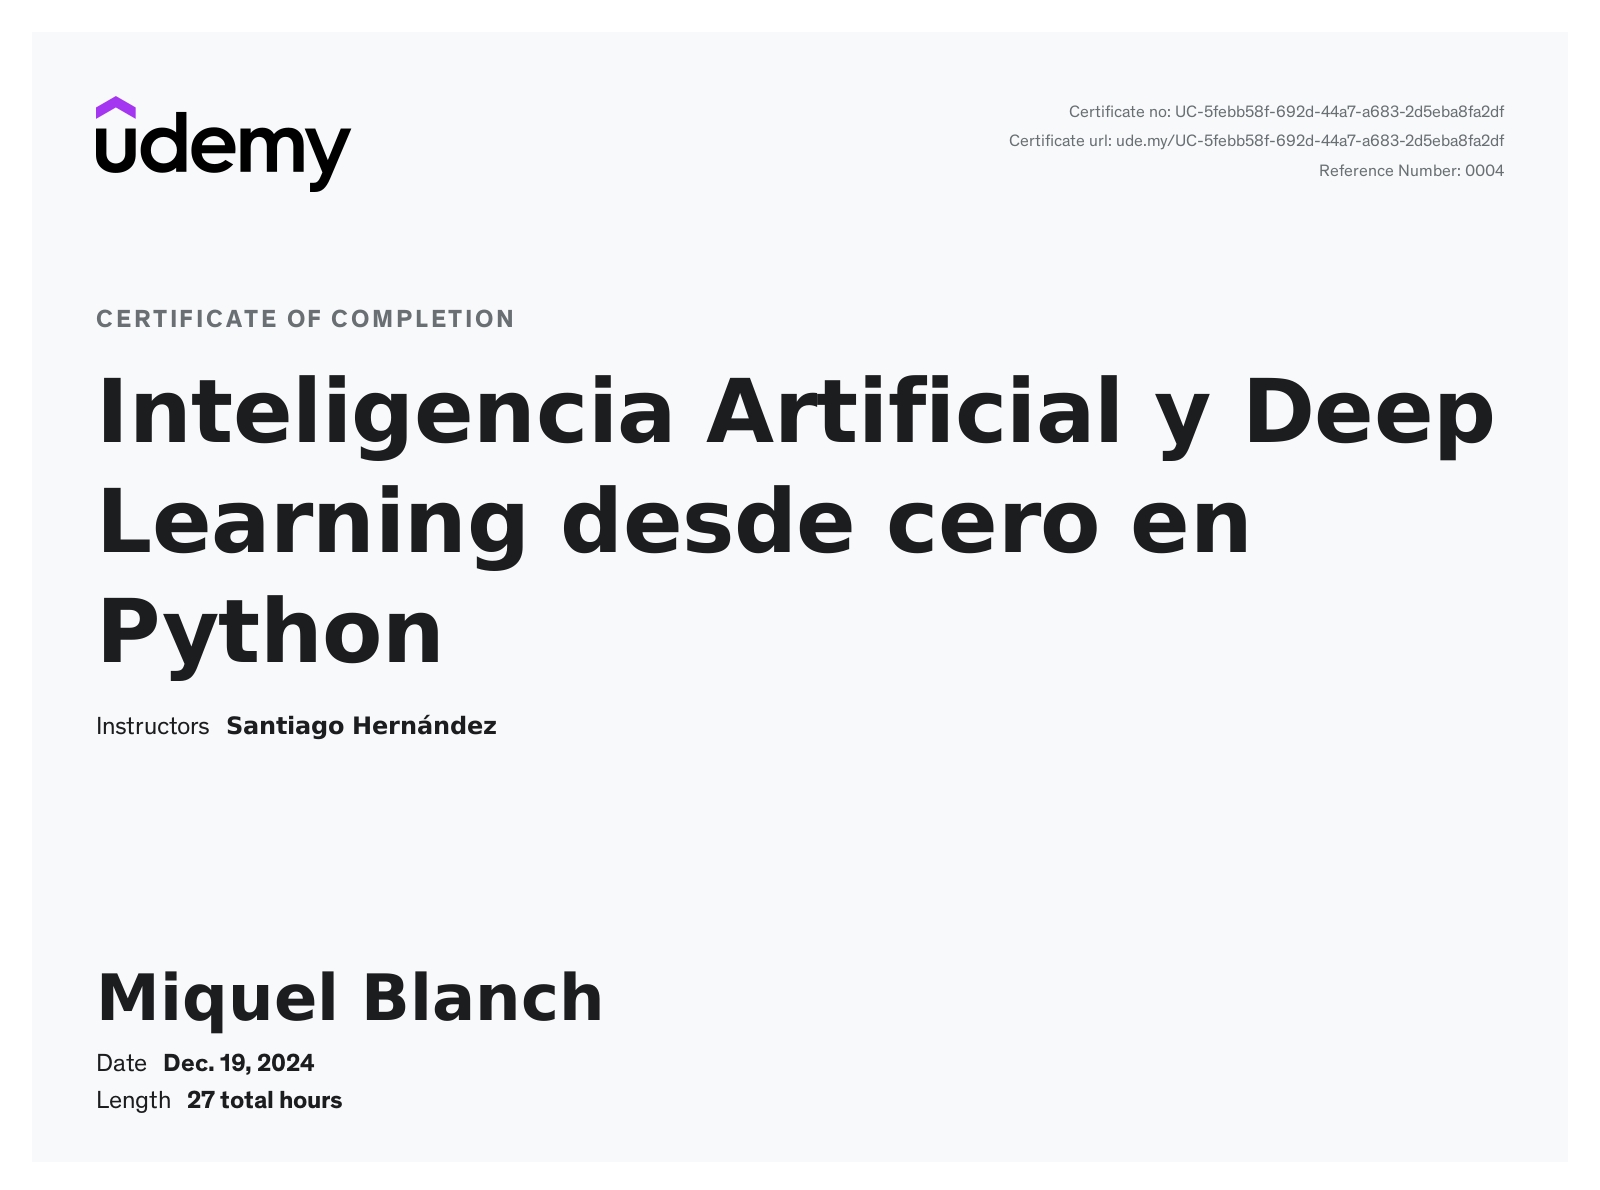 udemy
Certificate no: UC-5febb58f-692d-44a7-a683-2d5eba8fa2df
Certificate url: ude.my/UC-5febb58f-692d-44a7-a683-2d5eba8fa2df
Reference Number: 0004
CERTIFICATE OF COMPLETION
Inteligencia Artificial y Deep
Learning desde cero en
Python
Instructors Santiago Hernández
Miquel Blanch
Date Dec. 19, 2024
Length 27 total hours